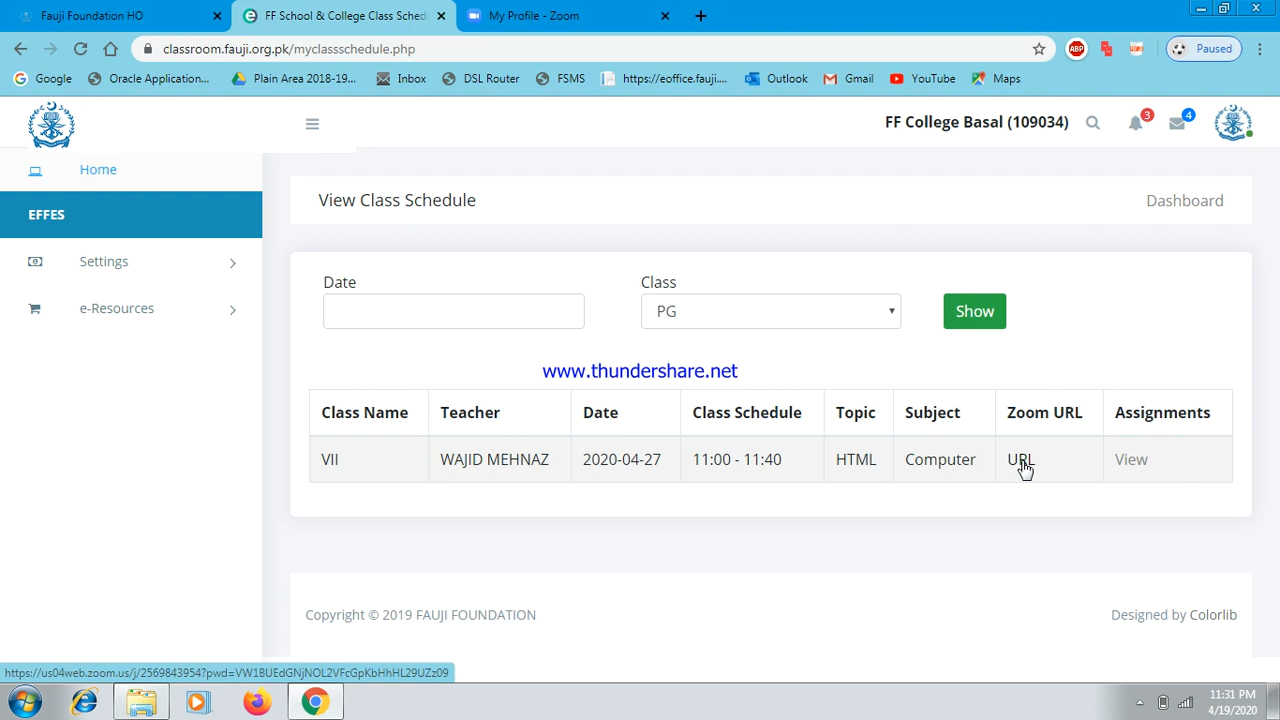 Fauji Foundation HO
FF School & College Class Sched
My Profile - Zoom
classroom.fauji.org.pk/myclassschedule.php
ABP
Paused
Google
Oracle Application...
Plain Area 2018-19...
Inbox
DSL Router
FSMS
https://eoffice.fauji....
Outlook
Gmail
YouTube
Maps
FF College Basal (109034)
3
4
Home
EFFES
Settings
e-Resources
View Class Schedule
Dashboard
Date
Class
PG
Show
www.thundershare.net
Class Name Teacher Date Class Schedule Topic Subject Zoom URL Assignments
VII WAJID MEHNAZ 2020-04-27 11:00 - 11:40 HTML Computer URL View
Copyright © 2019 FAUJI FOUNDATION
Designed by Colorlib
https://us04web.zoom.us/j/2569843954?pwd=VW1BUEdGNjNOL2VFcGpKbHhHL29UZz09
11:31 PM
4/19/2020